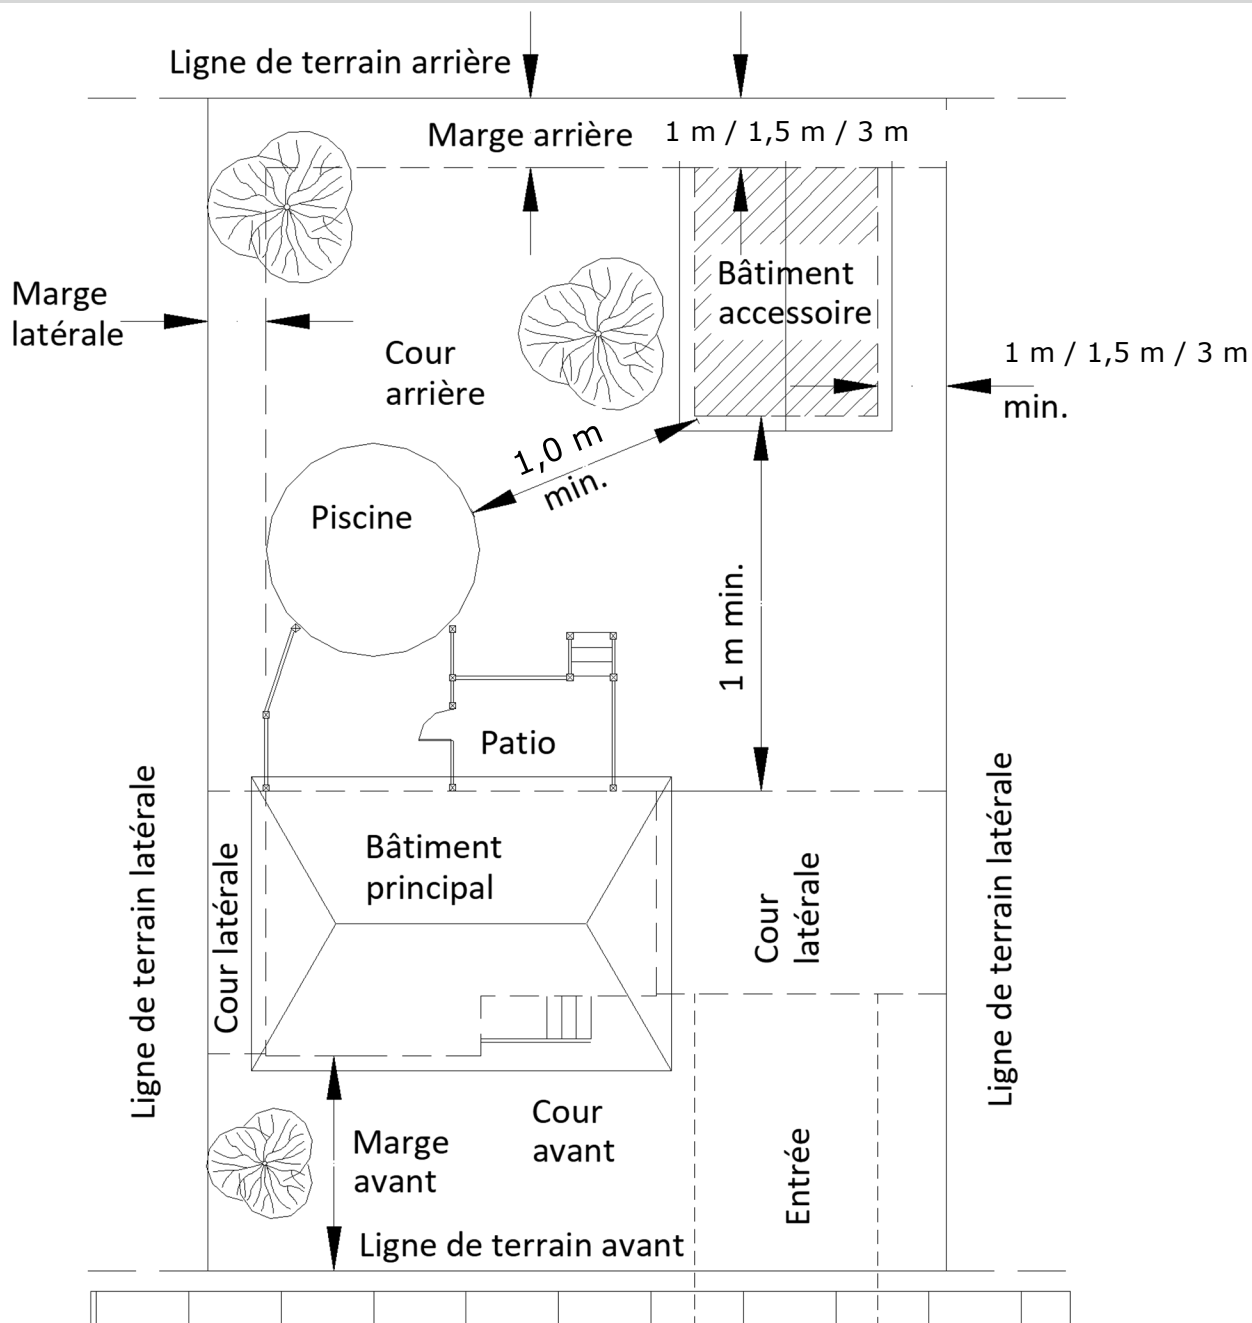 Ligne de terrain arrière
Marge arrière
1 m / 1,5 m / 3 m
Bâtiment
accessoire
Marge
latérale
Cour
arrière
1 m / 1,5 m / 3 m
min.
1,0 m
min.
Piscine
1 m min.
Patio
Ligne de terrain latérale
Cour latérale
Bâtiment
principal
Cour
latérale
Ligne de terrain latérale
Cour
avant
Marge
avant
Entrée
Ligne de terrain avant